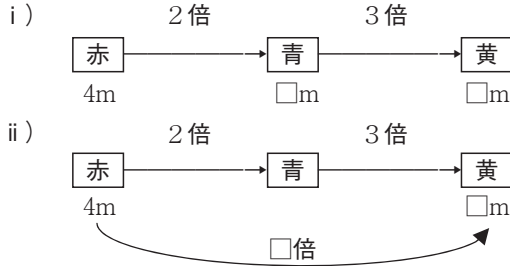 ⅰ）
２倍 ３倍
赤 青 黄
4m □m □m
ⅱ）
２倍 ３倍
赤 青 黄
4m □m
□倍